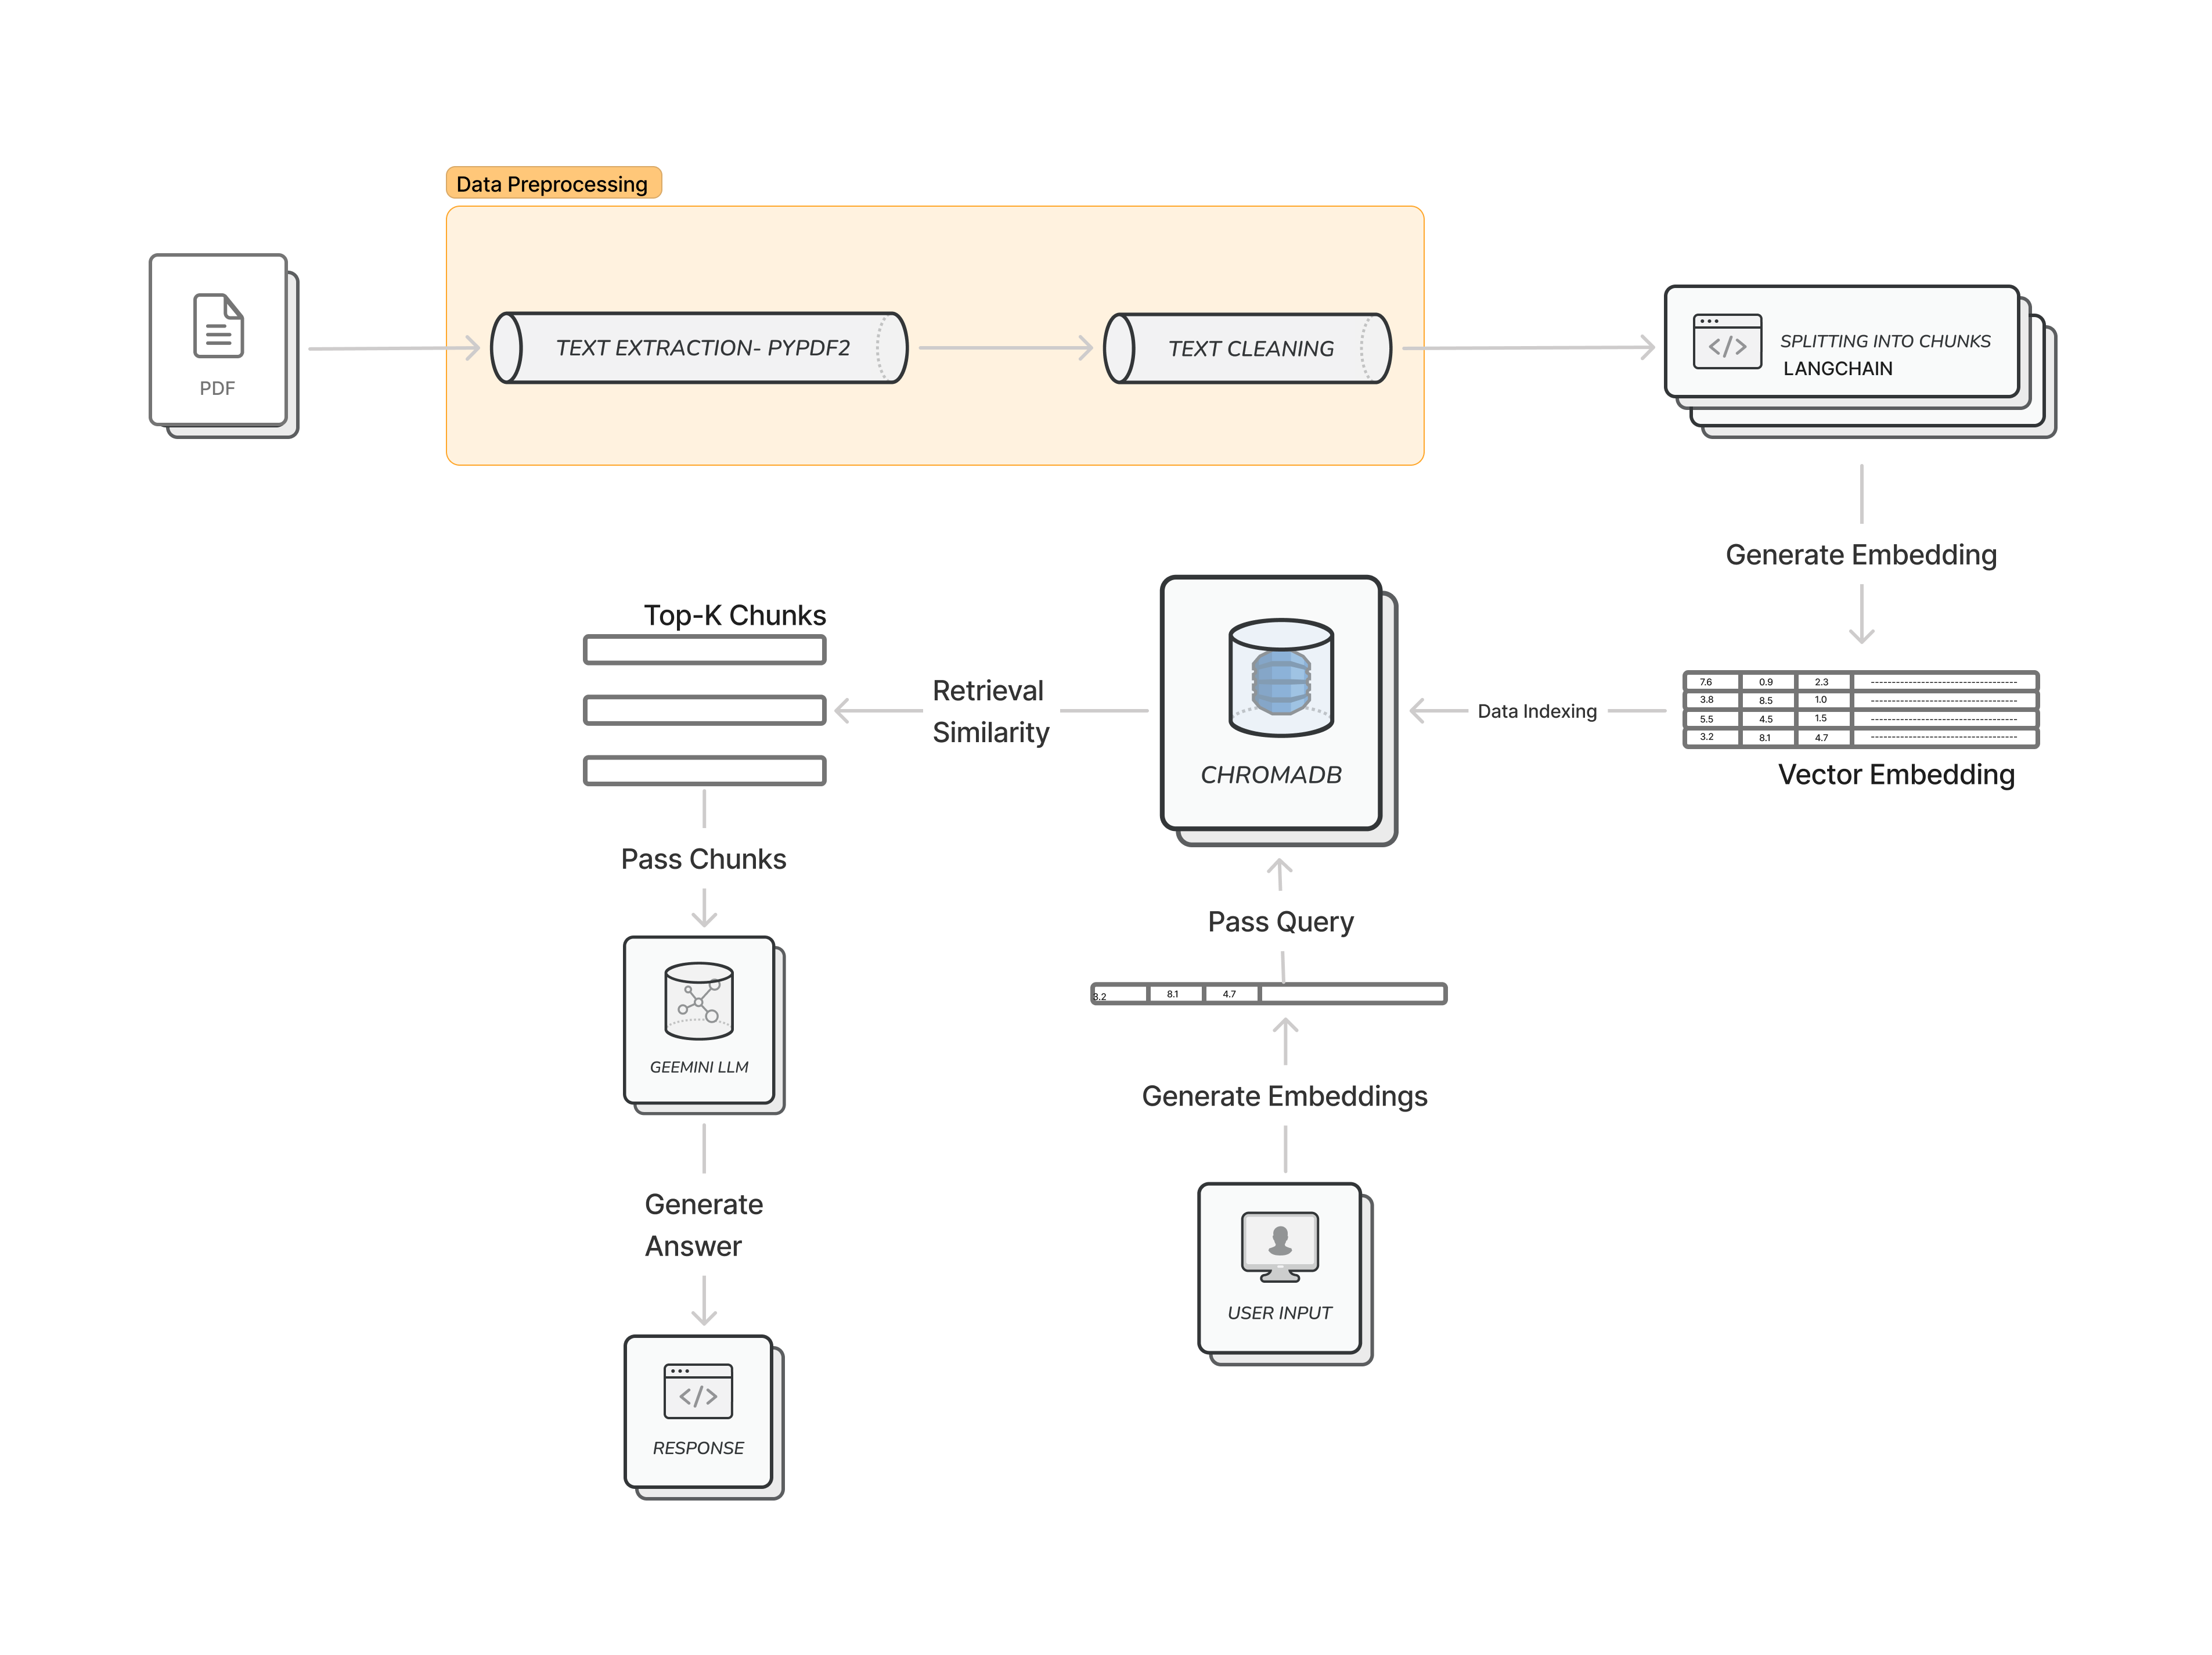 Data Preprocessing
PDF
TEXT EXTRACTION- PYPDF2
TEXT CLEANING
SPLITTING INTO CHUNKS
LANGCHAIN
Generate Embedding
7.6 0.9 2.3 ----------------------------------
3.8 8.5 1.0 ----------------------------------
5.5 4.5 1.5 ----------------------------------
3.2 8.1 4.7 ----------------------------------
Vector Embedding
Data Indexing
CHROMADB
Retrieval
Similarity
Top-K Chunks
Pass Chunks
GEEMINI LLM
Generate
Answer
RESPONSE
Pass Query
3.2 8.1 4.7
Generate Embeddings
USER INPUT